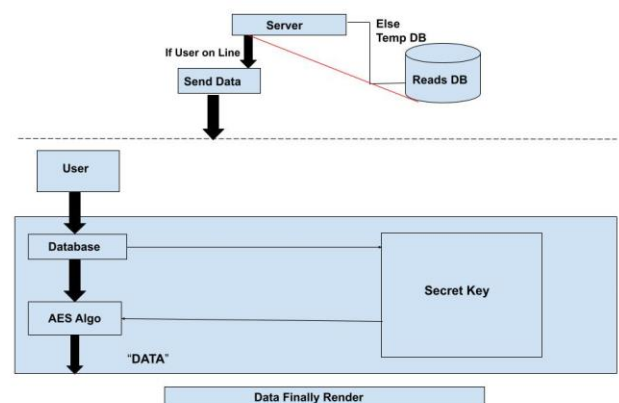 Server
Else
Temp DB
If User on Line
Send Data
Reads DB
User
Database
Secret Key
AES Algo
"DATA"
Data Finally Render